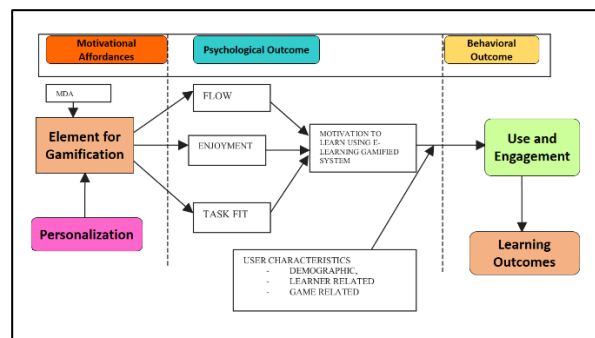 Motivational
Affordances
Psychological Outcome
Behavioral
Outcome
MDA
FLOW
Element for
Gamification
ENJOYMENT
MOTIVATION TO
LEARN USING E-
LEARNING GAMIFIED
SYSTEM
Use and
Engagement
Personalization
TASK FIT
USER CHARACTERISTICS
- DEMOGRAPHIC,
- LEARNER RELATED
- GAME RELATED
Learning
Outcomes